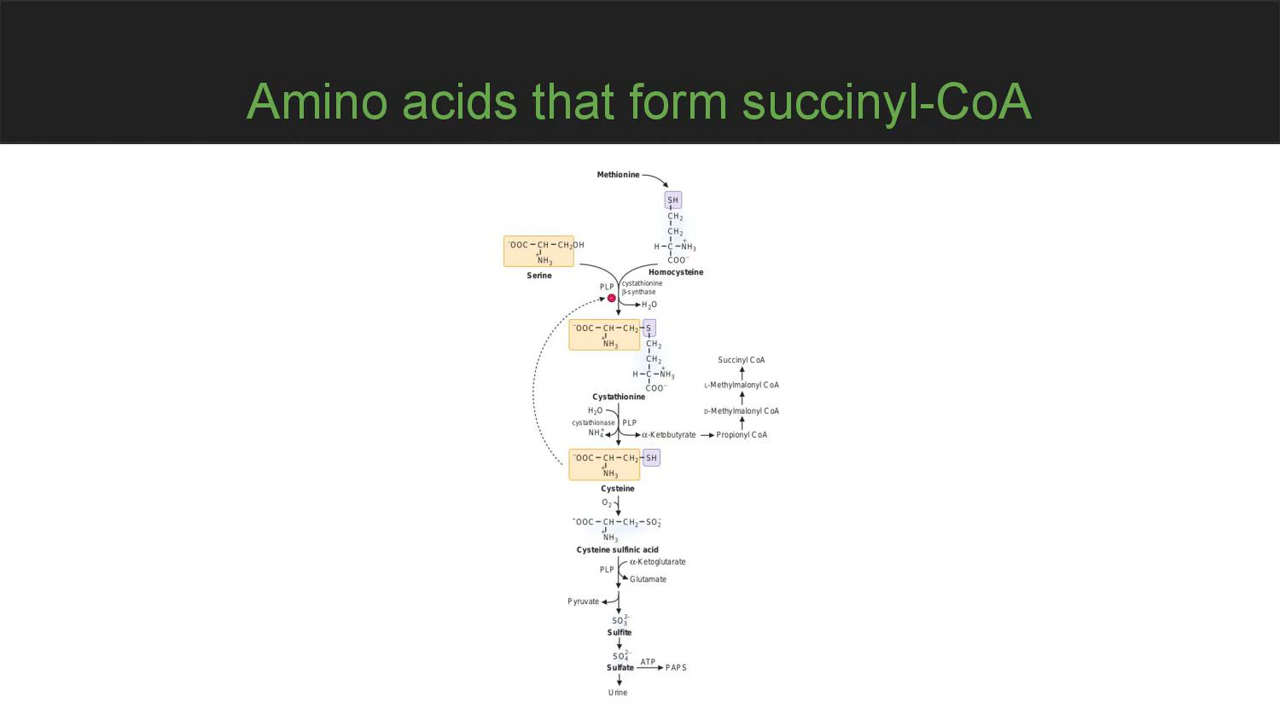 Amino acids that form succinyl-CoA
Methionine
SH
CH₂
CH₂
H–C–⁺NH₃
COO⁻
Homocysteine
⁻OOC–CH–CH₂OH
⁺NH₃
Serine
PLP
cystathionine
β-synthase
H₂O
⁻OOC–CH–CH₂–S
⁺NH₃
CH₂
CH₂
H–C–⁺NH₃
COO⁻
Cystathionine
H₂O
cystathionase
PLP
NH₄⁺
α-Ketobutyrate
Propionyl CoA
D-Methylmalonyl CoA
L-Methylmalonyl CoA
Succinyl CoA
⁻OOC–CH–CH₂–SH
⁺NH₃
Cysteine
O₂
⁻OOC–CH–CH₂–SO₂⁻
⁺NH₃
Cysteine sulfinic acid
PLP
α-Ketoglutarate
Glutamate
Pyruvate
SO₃²⁻
Sulfite
SO₄²⁻
Sulfate
ATP
PAPS
Urine